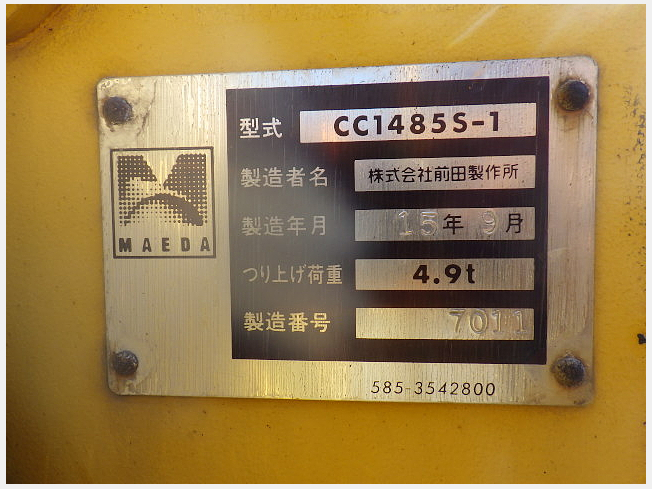 型式 CC1485S-1
製造者名 株式会社前田製作所
製造年月 15年 9月
MAEDA
つり上げ荷重 4.9t
製造番号 7011
585-3542800